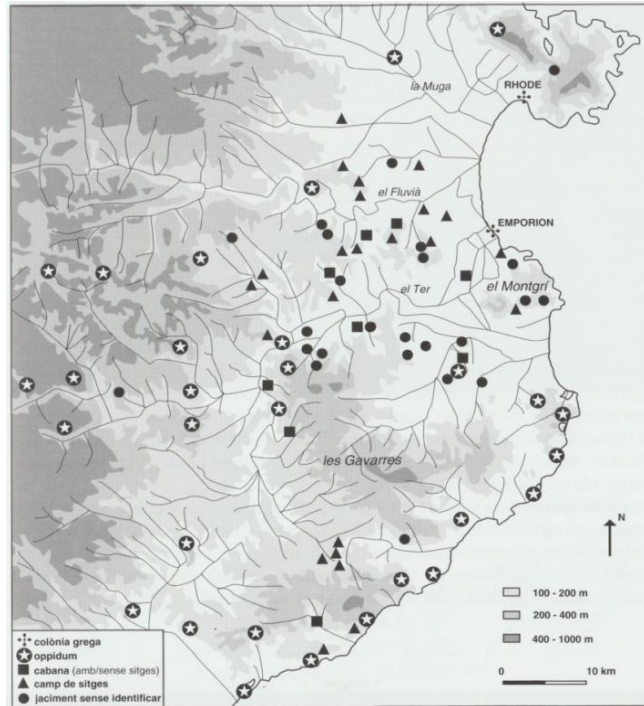 la Muga
RHODE
el Fluvià
EMPORION
el Ter
el Montgrí
les Gavarres
N
100 - 200 m
200 - 400 m
400 - 1000 m
0 10 km
colònia grega
oppidum
cabana (amb/sense sitges)
camp de sitges
jaciment sense identificar